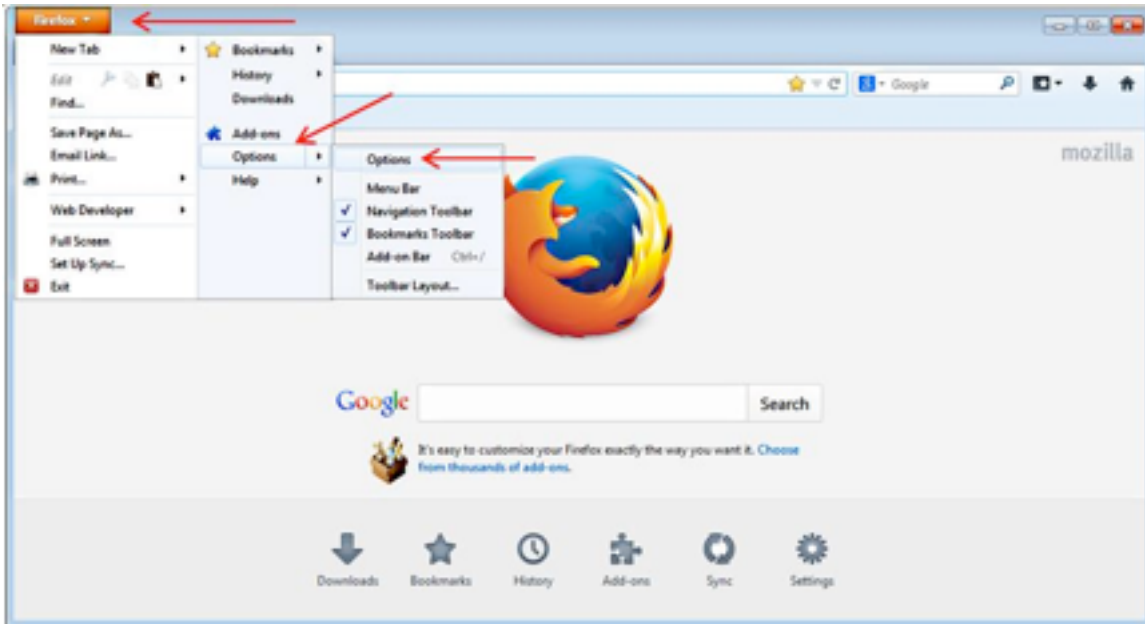 Firefox
New Tab
Edit
Find...
Save Page As...
Email Link...
Print...
Web Developer
Full Screen
Set Up Sync...
Exit
Bookmarks
History
Downloads
Add-ons
Options
Help
Options
Menu Bar
Navigation Toolbar
Bookmarks Toolbar
Add-on Bar Ctrl+/
Toolbar Layout...
Google
mozilla
Google
Search
It's easy to customize your Firefox exactly the way you want it. Choose
from thousands of add-ons.
Downloads Bookmarks History Add-ons Sync Settings